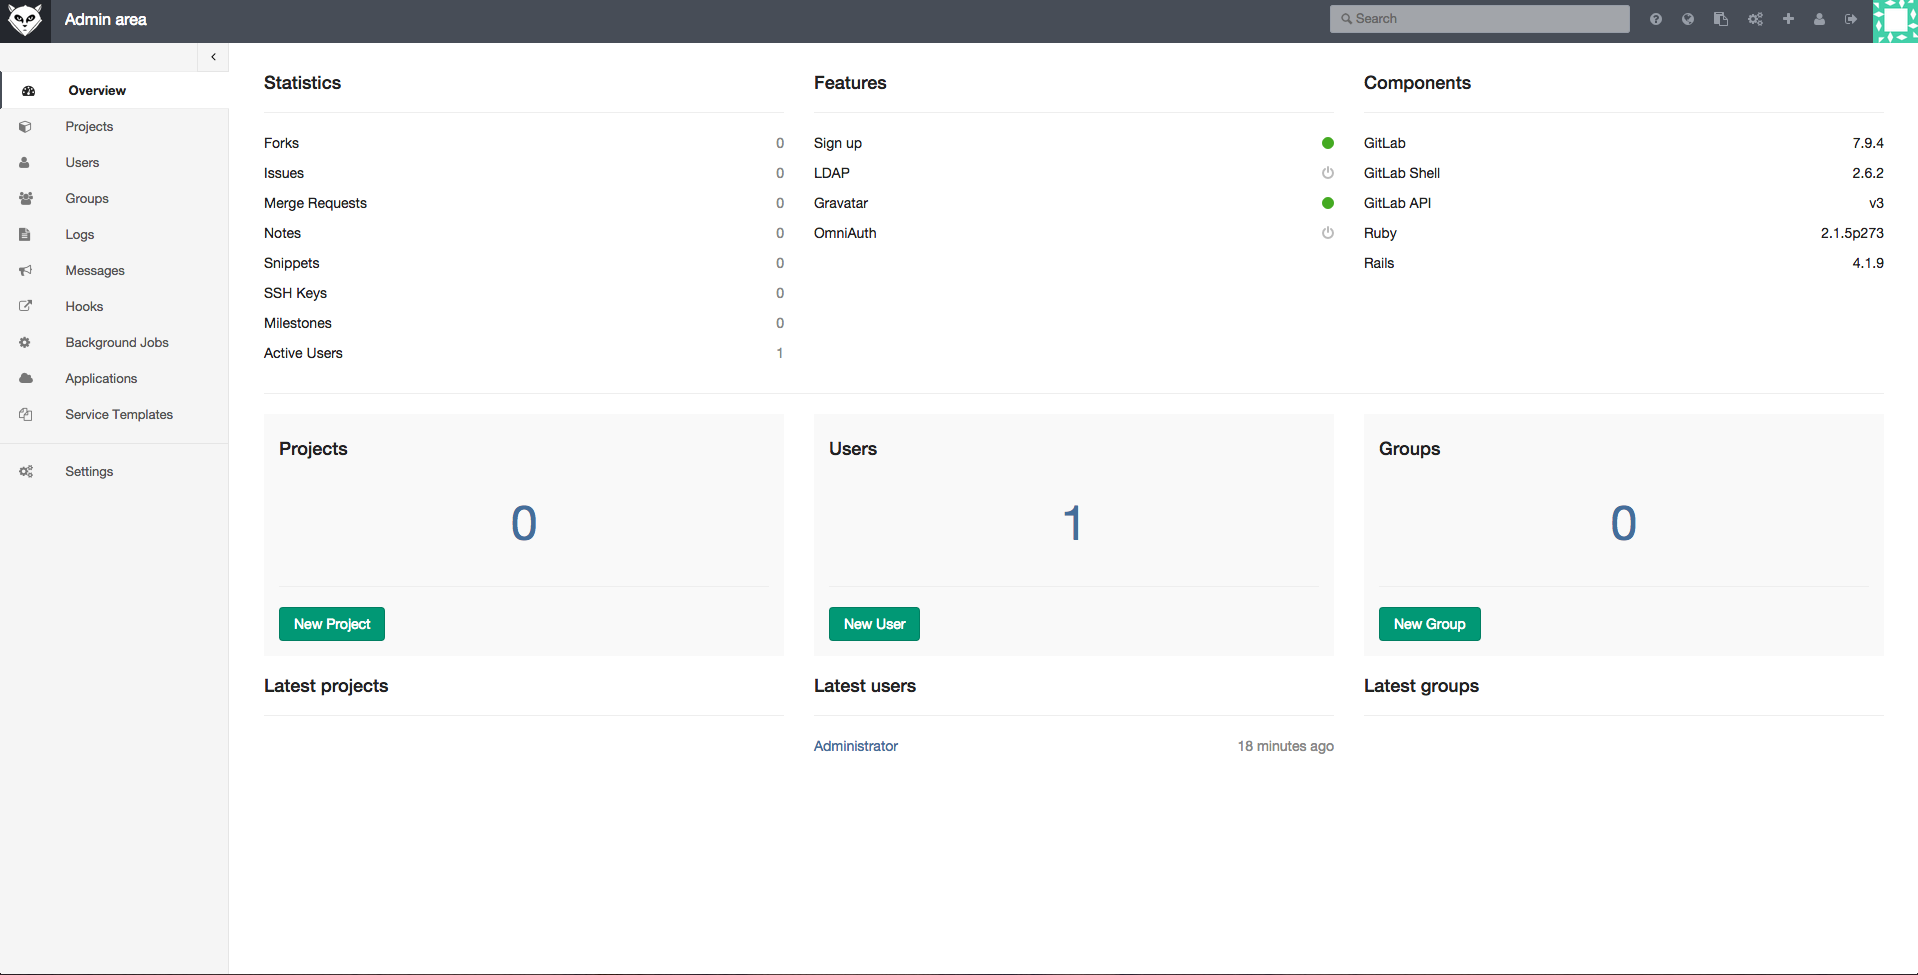 Admin area
Search
Overview
Projects
Users
Groups
Logs
Messages
Hooks
Background Jobs
Applications
Service Templates
Settings
Statistics
Forks 0
Issues 0
Merge Requests 0
Notes 0
Snippets 0
SSH Keys 0
Milestones 0
Active Users 1
Features
Sign up
LDAP
Gravatar
OmniAuth
Components
GitLab 7.9.4
GitLab Shell 2.6.2
GitLab API v3
Ruby 2.1.5p273
Rails 4.1.9
Projects
0
New Project
Users
1
New User
Groups
0
New Group
Latest projects
Latest users
Administrator 18 minutes ago
Latest groups